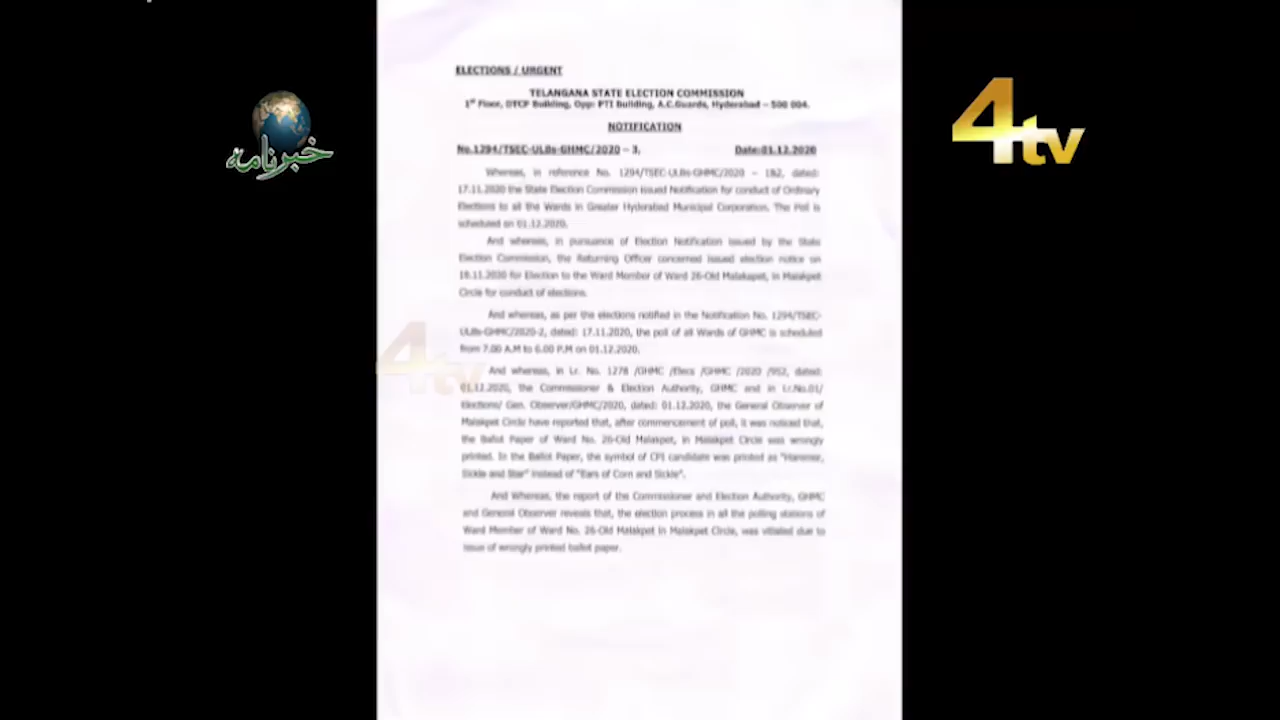 ELECTIONS / URGENT
TELANGANA STATE ELECTION COMMISSION
1st Floor, DTCP Building, Opp: PTI Building, A.C.Guards, Hyderabad – 500 004.
NOTIFICATION
No.1294/TSEC-ULBs-GHMC/2020 – 3, Date:01.12.2020
Whereas, in reference No. 1294/TSEC-ULBs-GHMC/2020 – 1&2, dated:
17.11.2020 the State Election Commission issued Notification for conduct of Ordinary
Elections to all the Wards in Greater Hyderabad Municipal Corporation. The Poll is
scheduled on 01.12.2020.
And whereas, in pursuance of Election Notification issued by the State
Election Commission, the Returning Officer concerned issued election notice on
18.11.2020 for Election to the Ward Member of Ward 26-Old Malakapet, in Malakpet
Circle for conduct of elections.
And whereas, as per the elections notified in the Notification No. 1294/TSEC-
ULBs-GHMC/2020-2, dated: 17.11.2020, the poll of all Wards of GHMC is scheduled
from 7.00 A.M to 6.00 P.M on 01.12.2020.
And whereas, in Lr. No. 1278 /GHMC /Elecs /GHMC /2020 /952, dated:
01.12.2020, the Commissioner & Election Authority, GHMC and in Lr.No.01/
Elections/ Gen. Observer/GHMC/2020, dated: 01.12.2020, the General Observer of
Malakpet Circle have reported that, after commencement of poll, it was noticed that,
the Ballot Paper of Ward No. 26-Old Malakpet, in Malakpet Circle was wrongly
printed. In the Ballot Paper, the symbol of CPI candidate was printed as "Hammer,
Sickle and Star" instead of "Ears of Corn and Sickle".
And Whereas, the report of the Commissioner and Election Authority, GHMC
and General Observer reveals that, the election process in all the polling stations of
Ward Member of Ward No. 26-Old Malakpet in Malakpet Circle, was vitiated due to
issue of wrongly printed ballot paper.
خبرنامہ
4tv
4tv